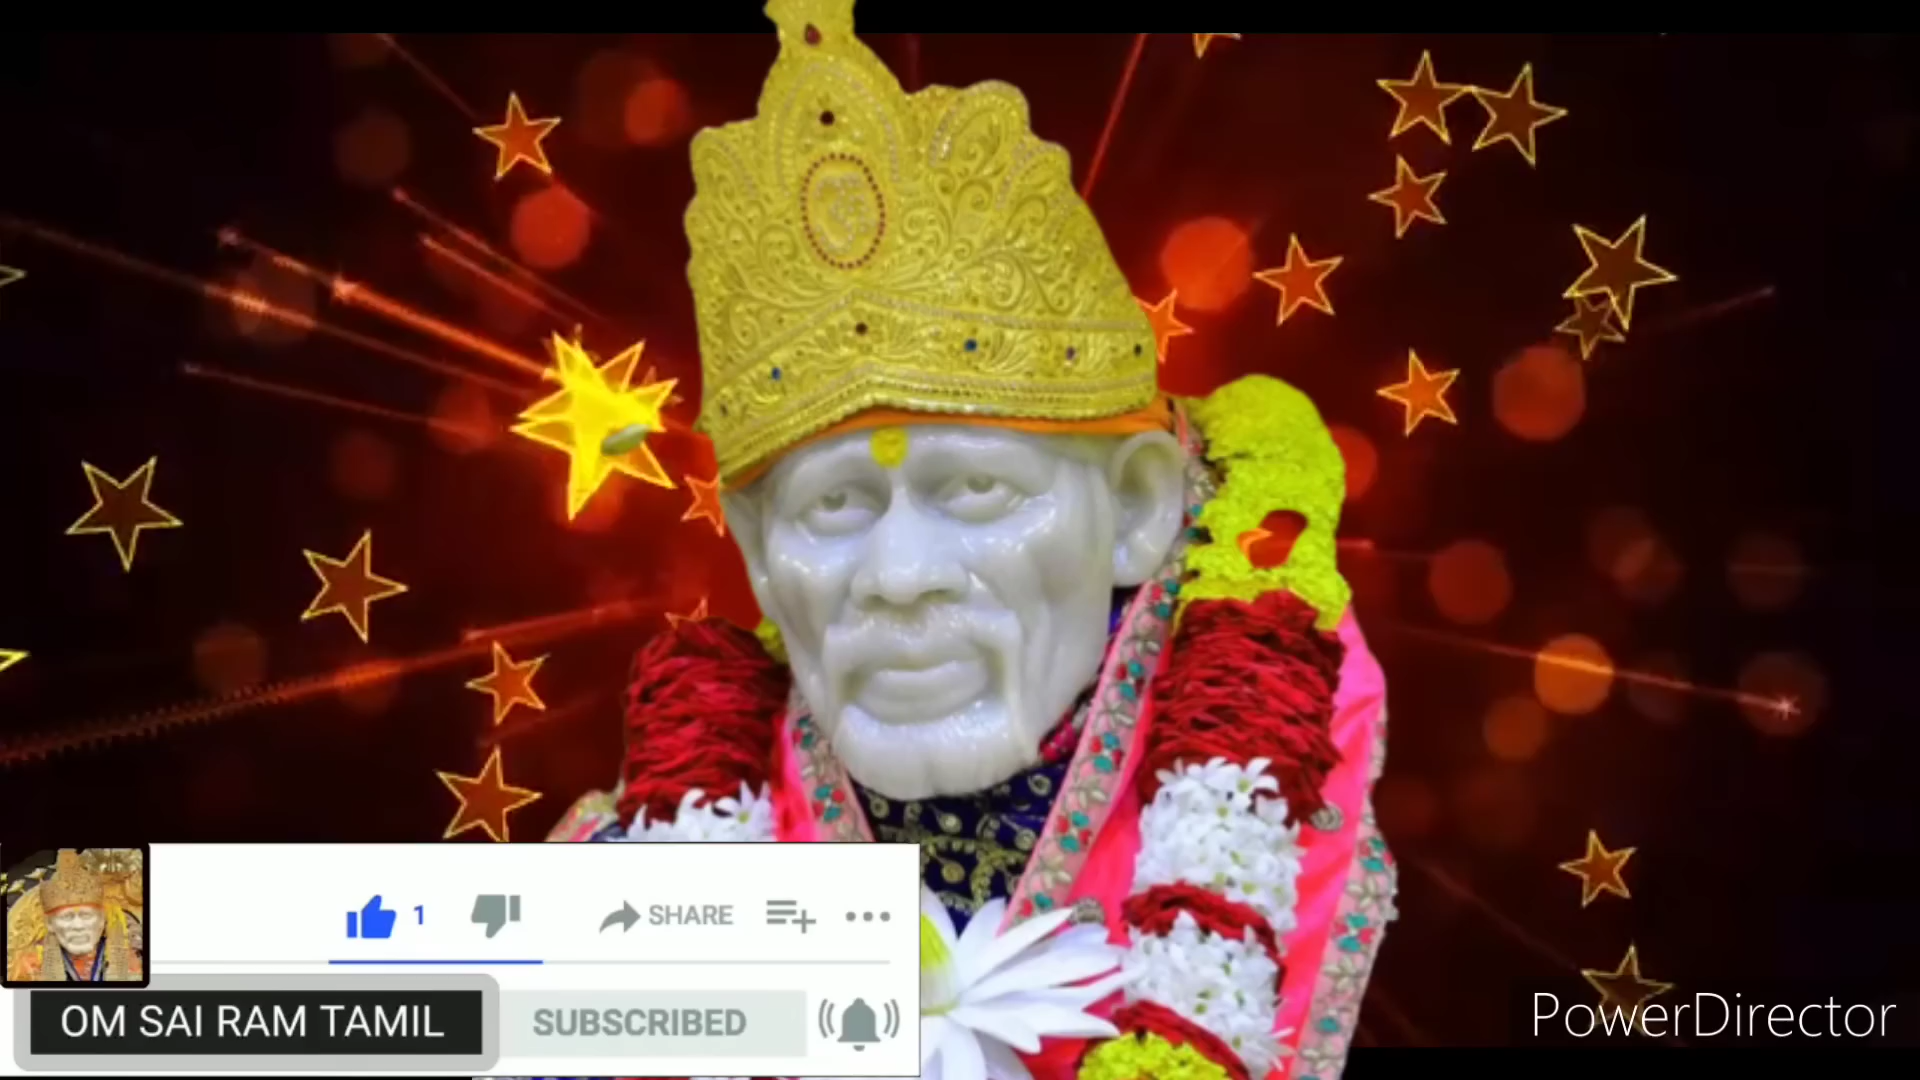 1
SHARE
OM SAI RAM TAMIL
SUBSCRIBED
PowerDirector